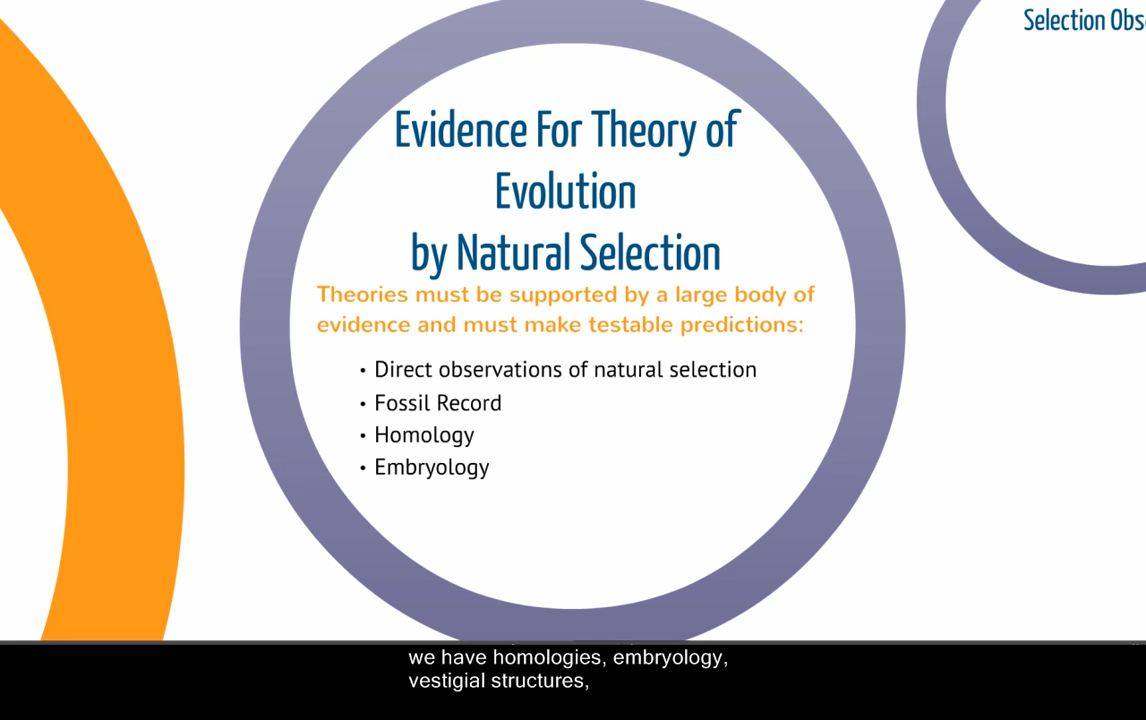 Selection Obs
Evidence For Theory of
Evolution
by Natural Selection
Theories must be supported by a large body of
evidence and must make testable predictions:
• Direct observations of natural selection
• Fossil Record
• Homology
• Embryology
we have homologies, embryology,
vestigial structures,